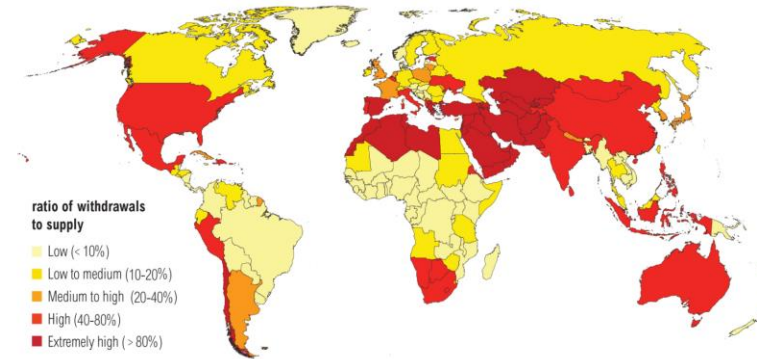 ratio of withdrawals
to supply
Low (< 10%)
Low to medium (10-20%)
Medium to high (20-40%)
High (40-80%)
Extremely high (> 80%)